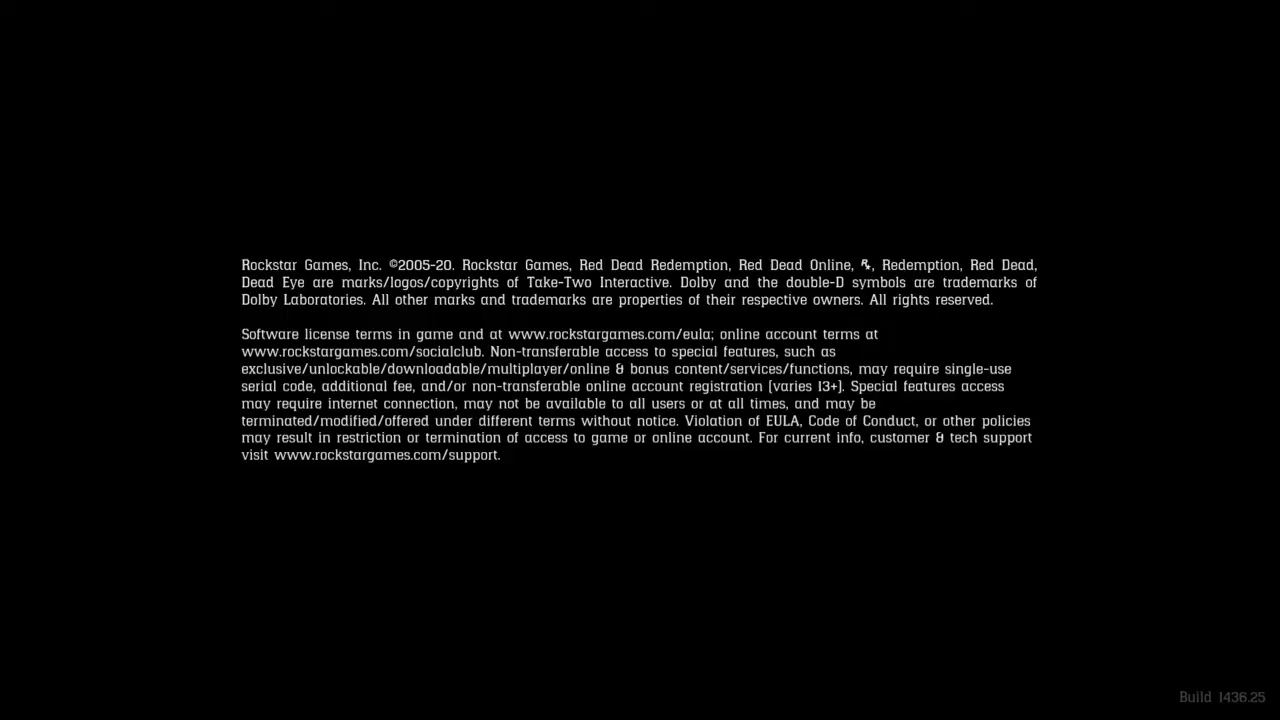 Rockstar Games, Inc. ©2005-20. Rockstar Games, Red Dead Redemption, Red Dead Online, , Redemption, Red Dead,
Dead Eye are marks/logos/copyrights of Take-Two Interactive. Dolby and the double-D symbols are trademarks of
Dolby Laboratories. All other marks and trademarks are properties of their respective owners. All rights reserved.
Software license terms in game and at www.rockstargames.com/eula; online account terms at
www.rockstargames.com/socialclub. Non-transferable access to special features, such as
exclusive/unlockable/downloadable/multiplayer/online & bonus content/services/functions, may require single-use
serial code, additional fee, and/or non-transferable online account registration (varies 13+). Special features access
may require internet connection, may not be available to all users or at all times, and may be
terminated/modified/offered under different terms without notice. Violation of EULA, Code of Conduct, or other policies
may result in restriction or termination of access to game or online account. For current info, customer & tech support
visit www.rockstargames.com/support.
Build 1436.25